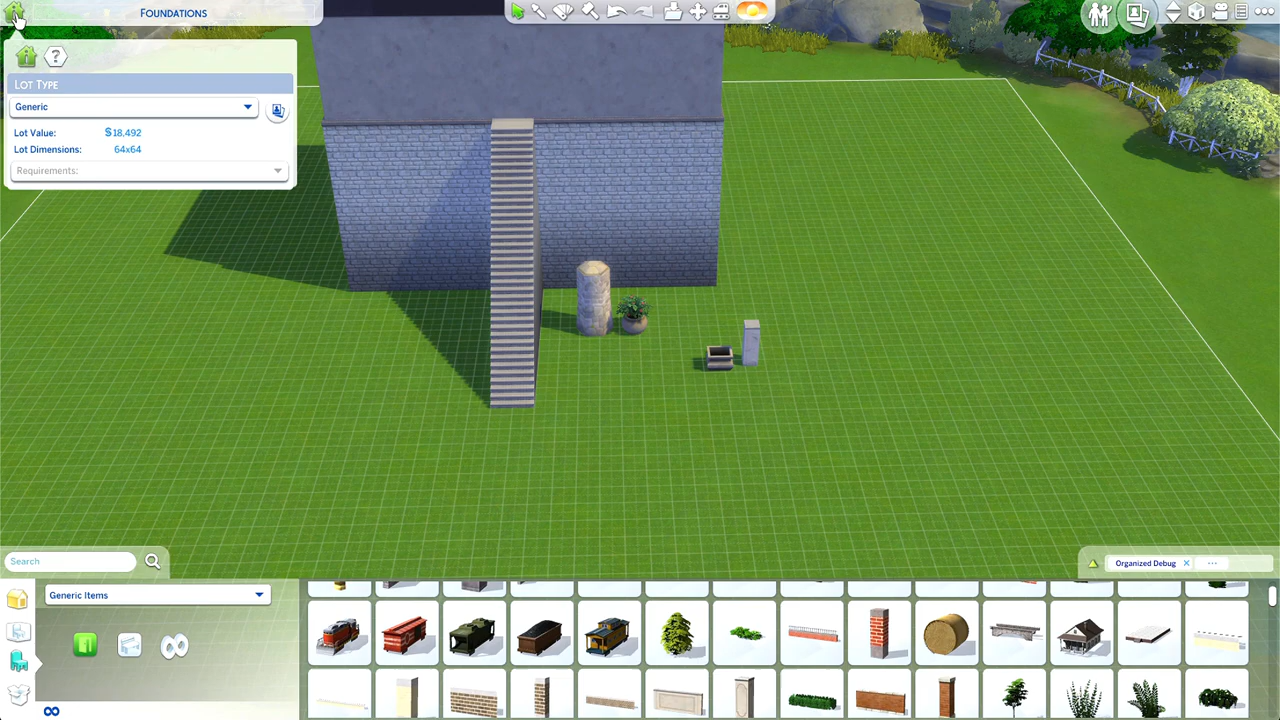 FOUNDATIONS
LOT TYPE
Generic
Lot Value: $18,492
Lot Dimensions: 64x64
Requirements:
Search
Organized Debug
Generic Items